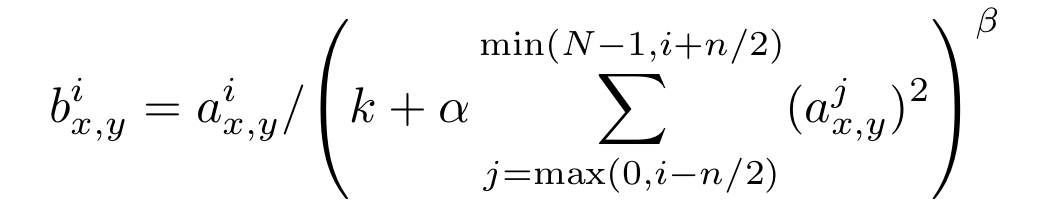 $b^i_{x,y} = a^i_{x,y} / \left( k + \alpha \sum_{j=\max(0,i-n/2)}^{\min(N-1,i+n/2)} (a^j_{x,y})^2 \right)^\beta$